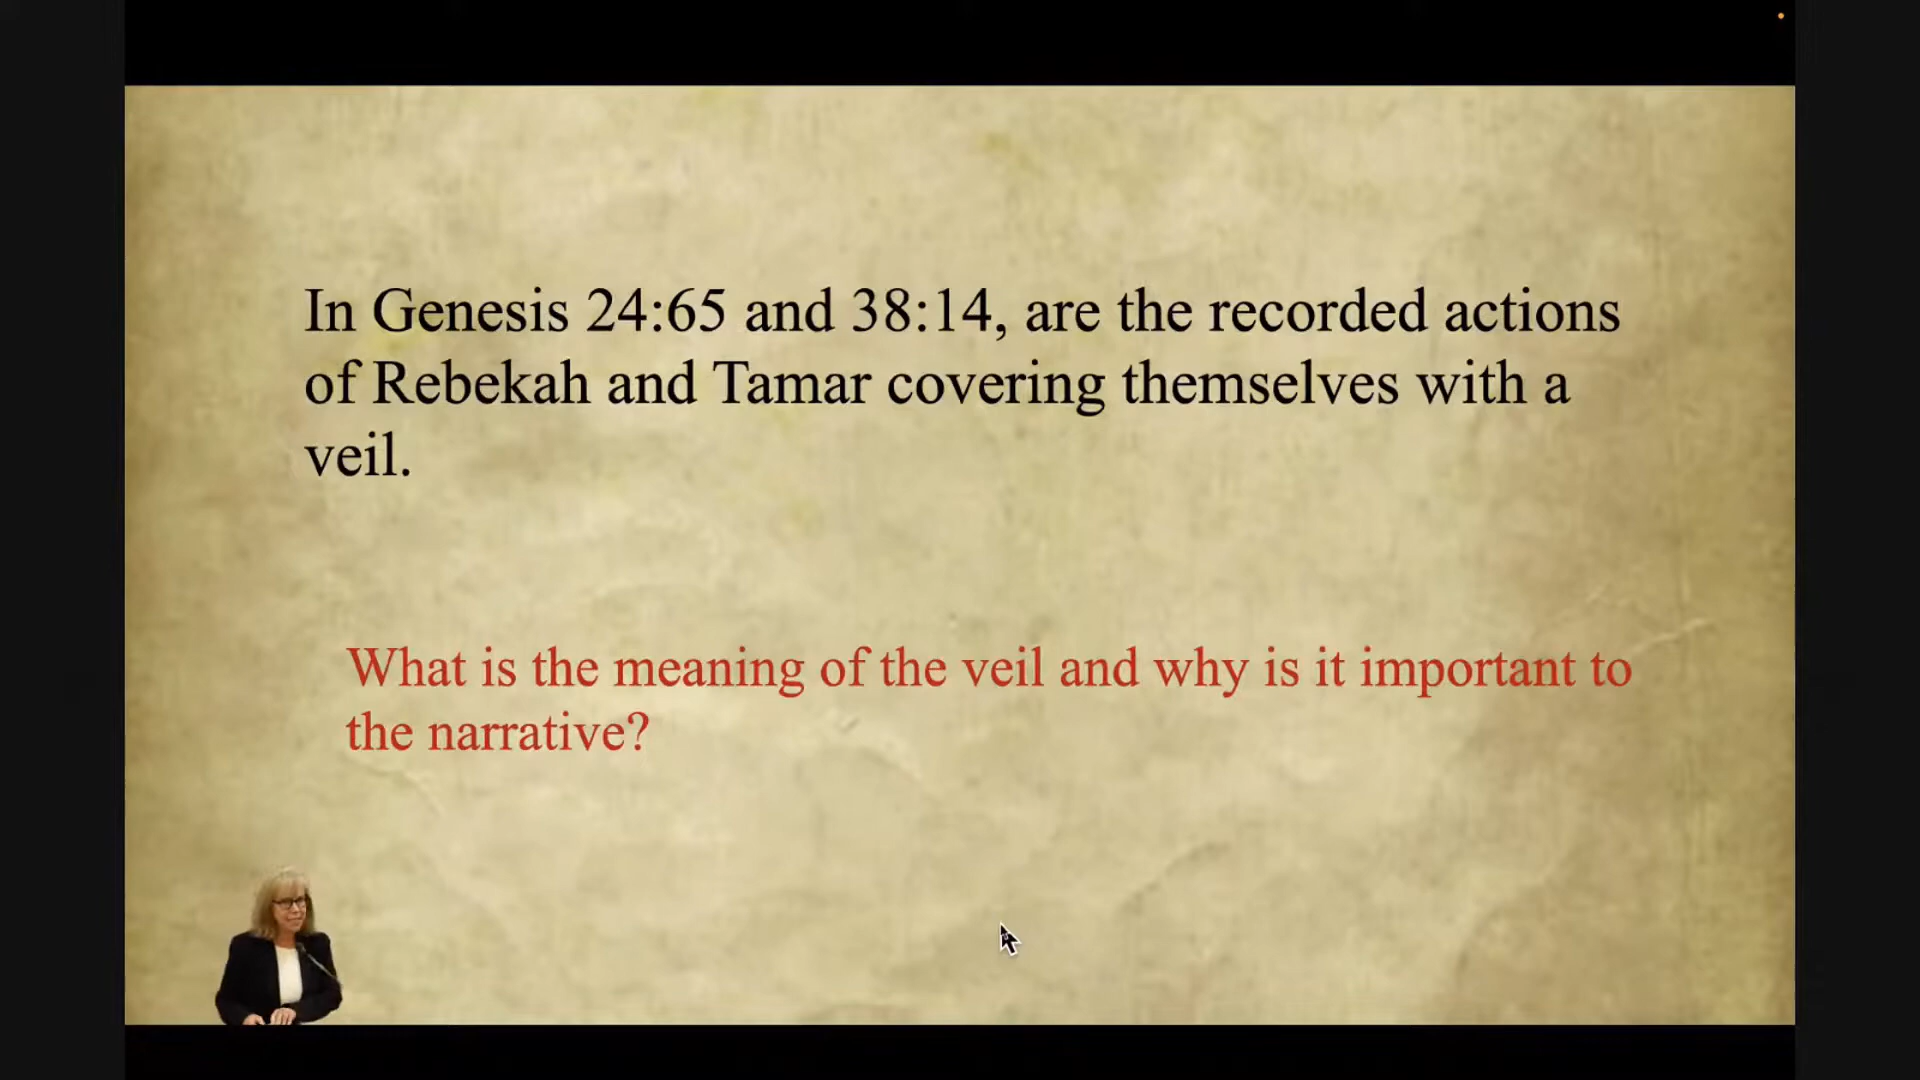 In Genesis 24:65 and 38:14, are the recorded actions
of Rebekah and Tamar covering themselves with a
veil.
What is the meaning of the veil and why is it important to
the narrative?